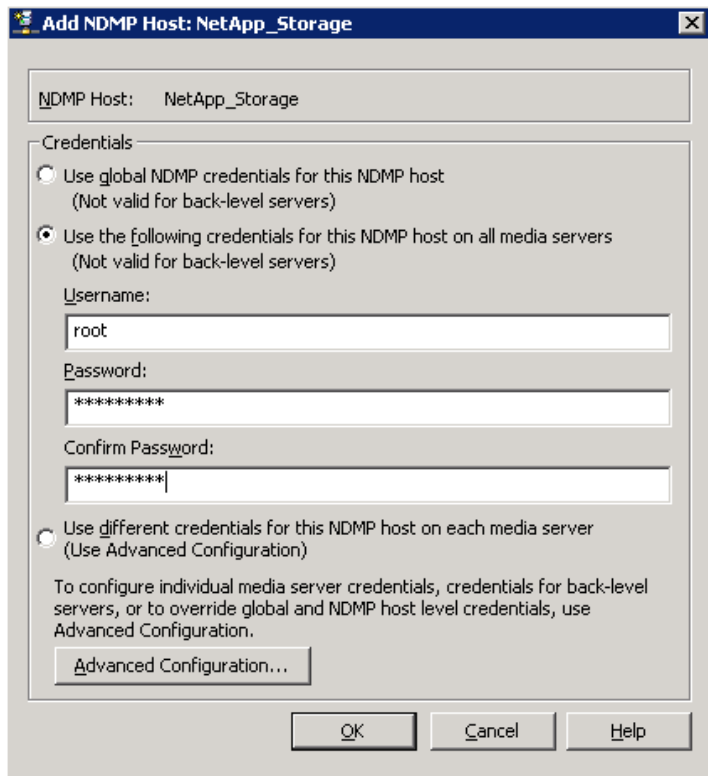 Add NDMP Host: NetApp_Storage
NDMP Host: NetApp_Storage
Credentials
Use global NDMP credentials for this NDMP host
(Not valid for back-level servers)
Use the following credentials for this NDMP host on all media servers
(Not valid for back-level servers)
Username:
root
Password:
*********
Confirm Password:
*********
Use different credentials for this NDMP host on each media server
(Use Advanced Configuration)
To configure individual media server credentials, credentials for back-level
servers, or to override global and NDMP host level credentials, use
Advanced Configuration.
Advanced Configuration...
OK Cancel Help